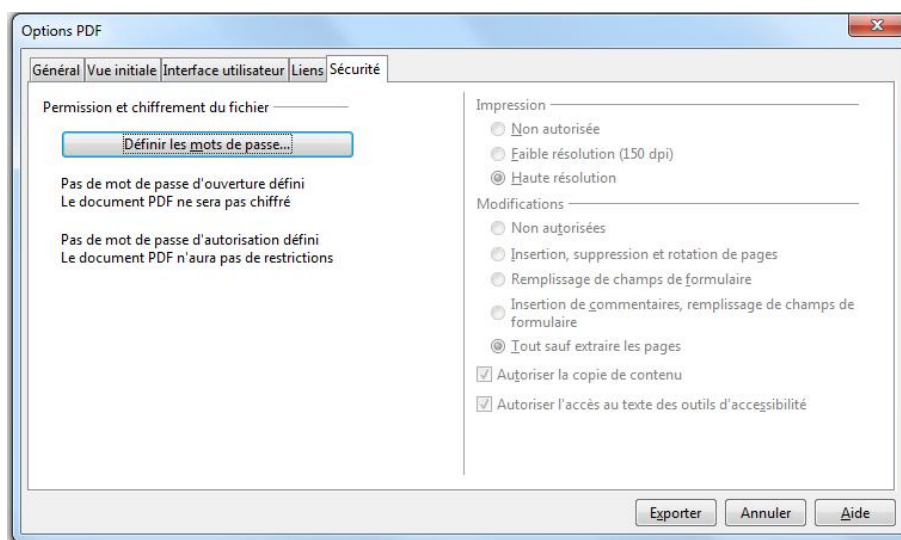 Options PDF
Général Vue initiale Interface utilisateur Liens Sécurité
Permission et chiffrement du fichier
Définir les mots de passe...
Pas de mot de passe d'ouverture défini
Le document PDF ne sera pas chiffré
Pas de mot de passe d'autorisation défini
Le document PDF n'aura pas de restrictions
Impression
Non autorisée
Faible résolution (150 dpi)
Haute résolution
Modifications
Non autorisées
Insertion, suppression et rotation de pages
Remplissage de champs de formulaire
Insertion de commentaires, remplissage de champs de
formulaire
Tout sauf extraire les pages
Autoriser la copie de contenu
Autoriser l'accès au texte des outils d'accessibilité
Exporter Annuler Aide